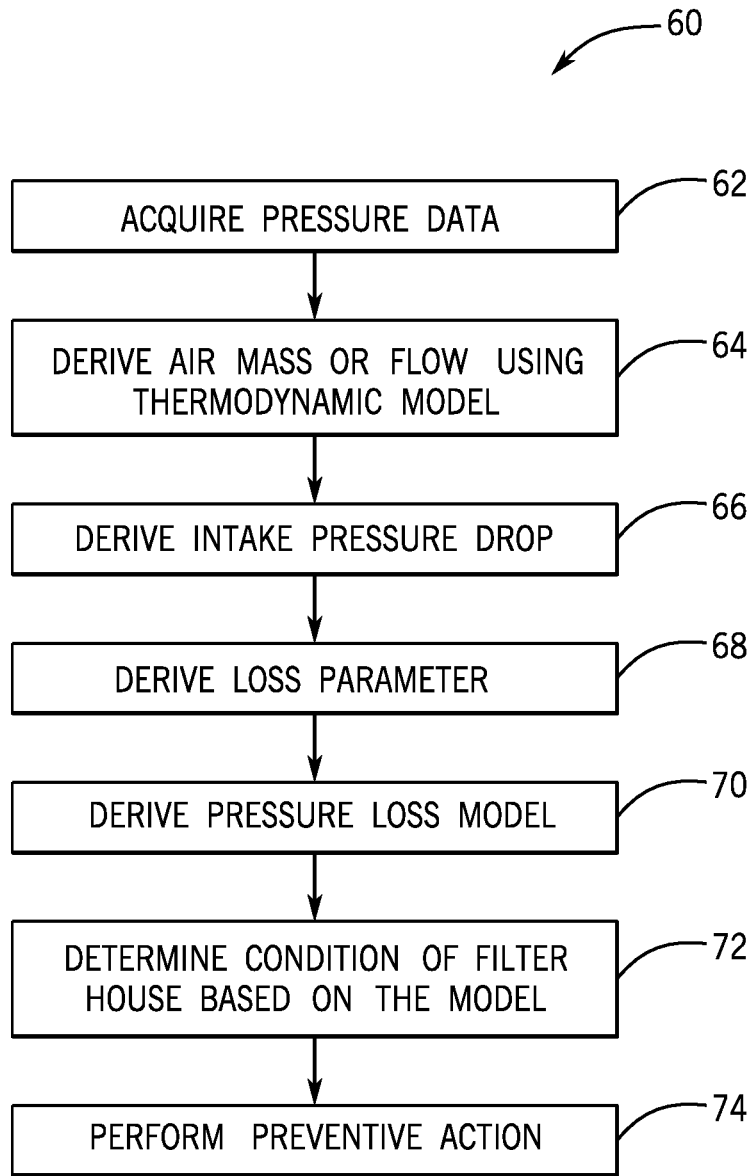 60
ACQUIRE PRESSURE DATA
62
DERIVE AIR MASS OR FLOW USING
THERMODYNAMIC MODEL
64
DERIVE INTAKE PRESSURE DROP
66
DERIVE LOSS PARAMETER
68
DERIVE PRESSURE LOSS MODEL
70
DETERMINE CONDITION OF FILTER
HOUSE BASED ON THE MODEL
72
PERFORM PREVENTIVE ACTION
74